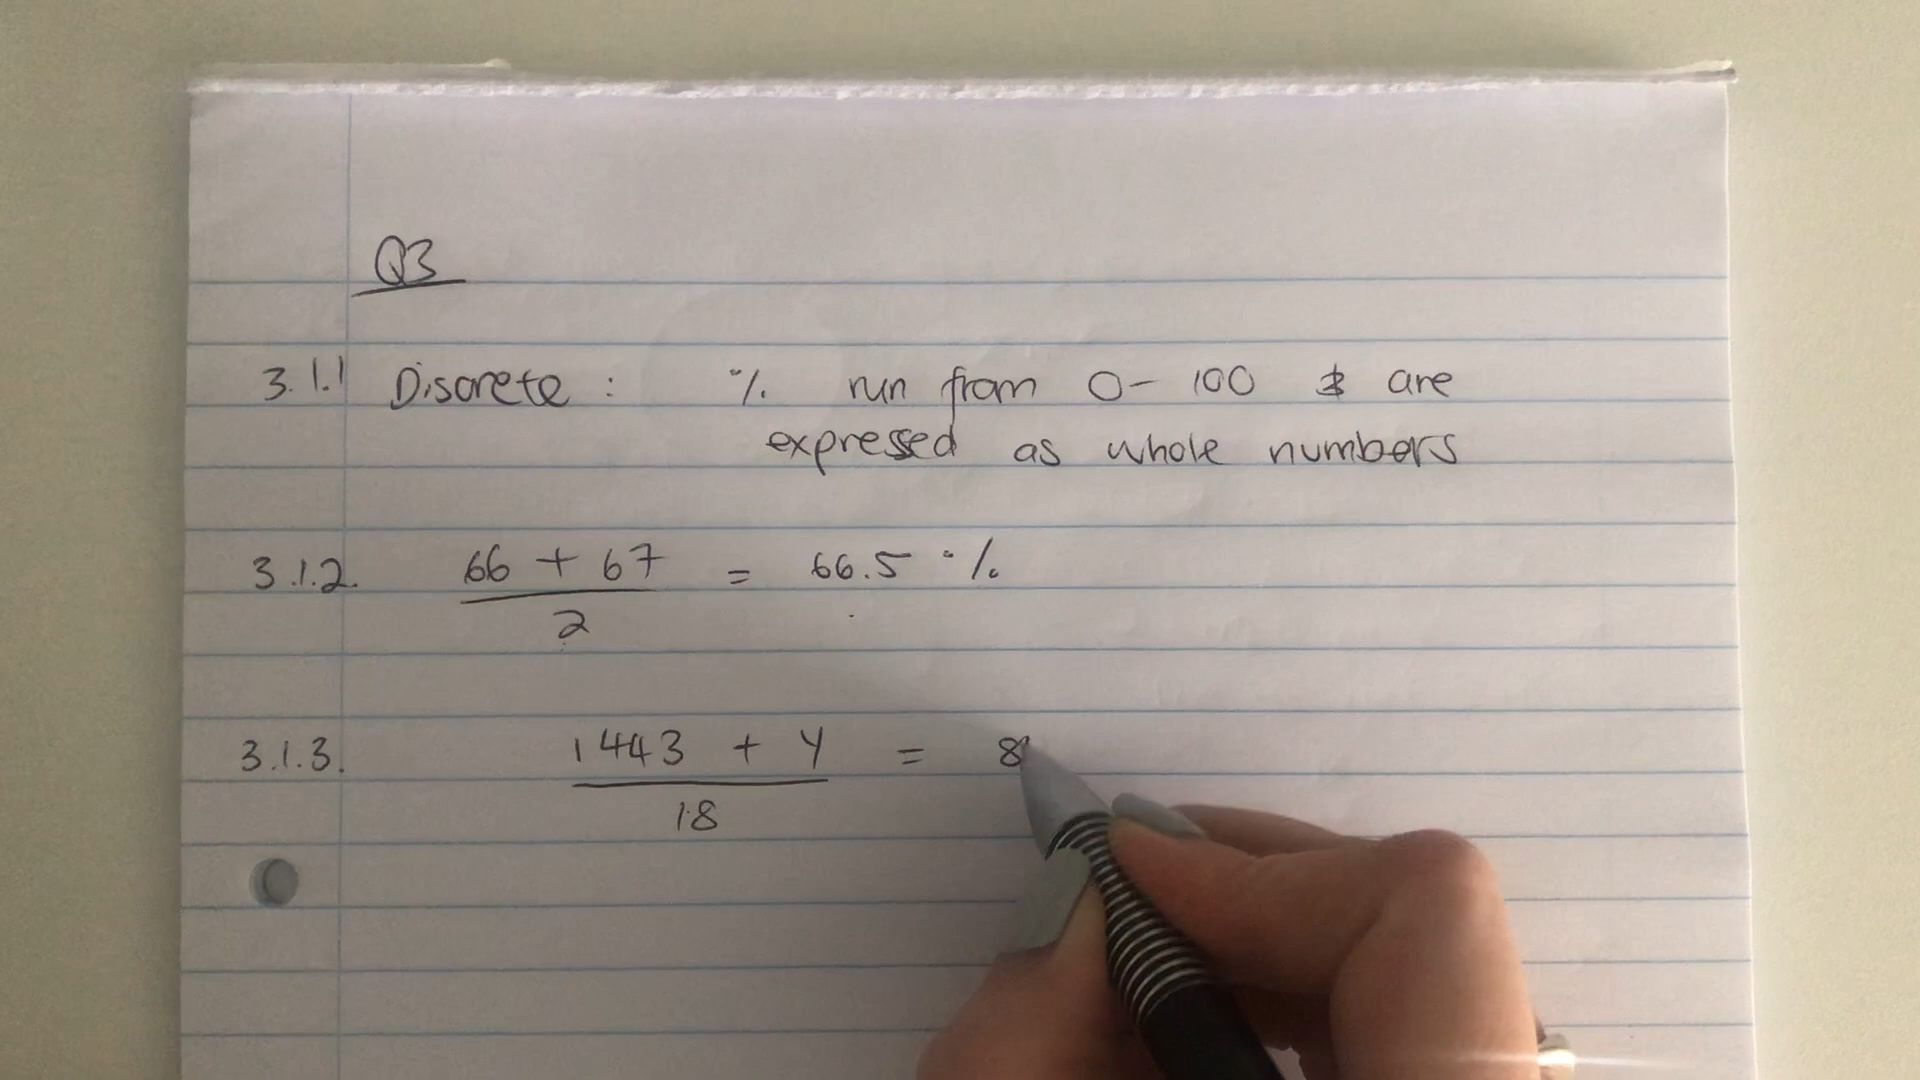 Q3
3.1.1 Discrete : % run from 0 - 100 & are
expressed as whole numbers
3.1.2. 66 + 67 = 66.5 %
2
3.1.3. 1443 + y = 8
18